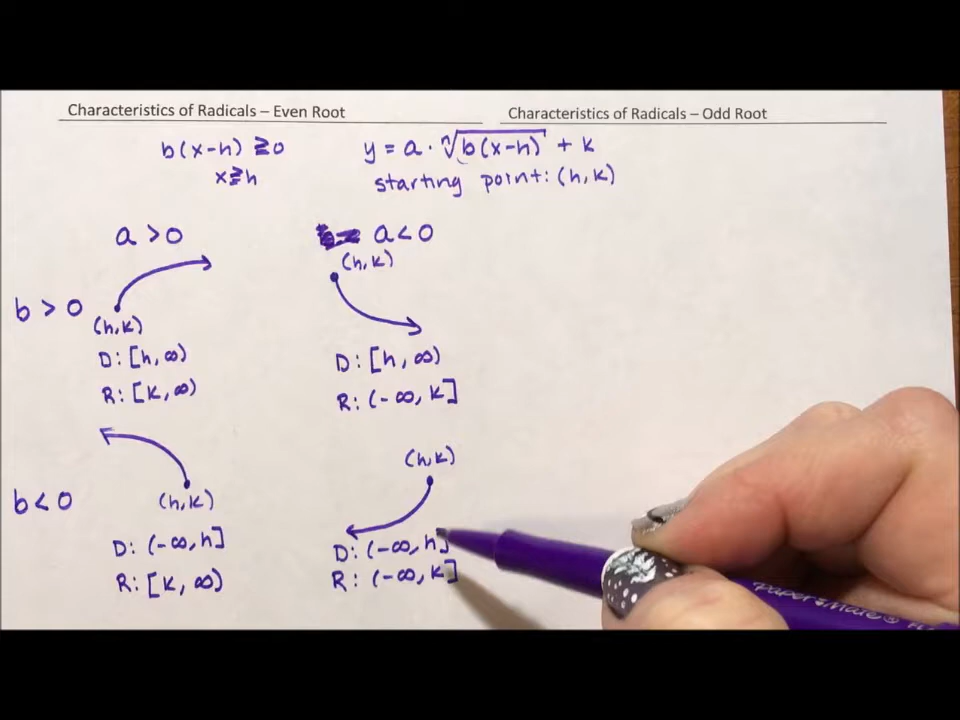 Characteristics of Radicals – Even Root
Characteristics of Radicals – Odd Root
b(x-h) ≥ 0
y = a · ⁿ√b(x-h) + k
x ≥ h
starting point: (h, k)
a > 0
a < 0
(h, k)
b > 0
(h, k)
D: [h, ∞)
D: [h, ∞)
R: [k, ∞)
R: (-∞, k]
(h, k)
b < 0
(h, k)
D: (-∞, h]
D: (-∞, h]
R: [k, ∞)
R: (-∞, k]
Paper Mate®